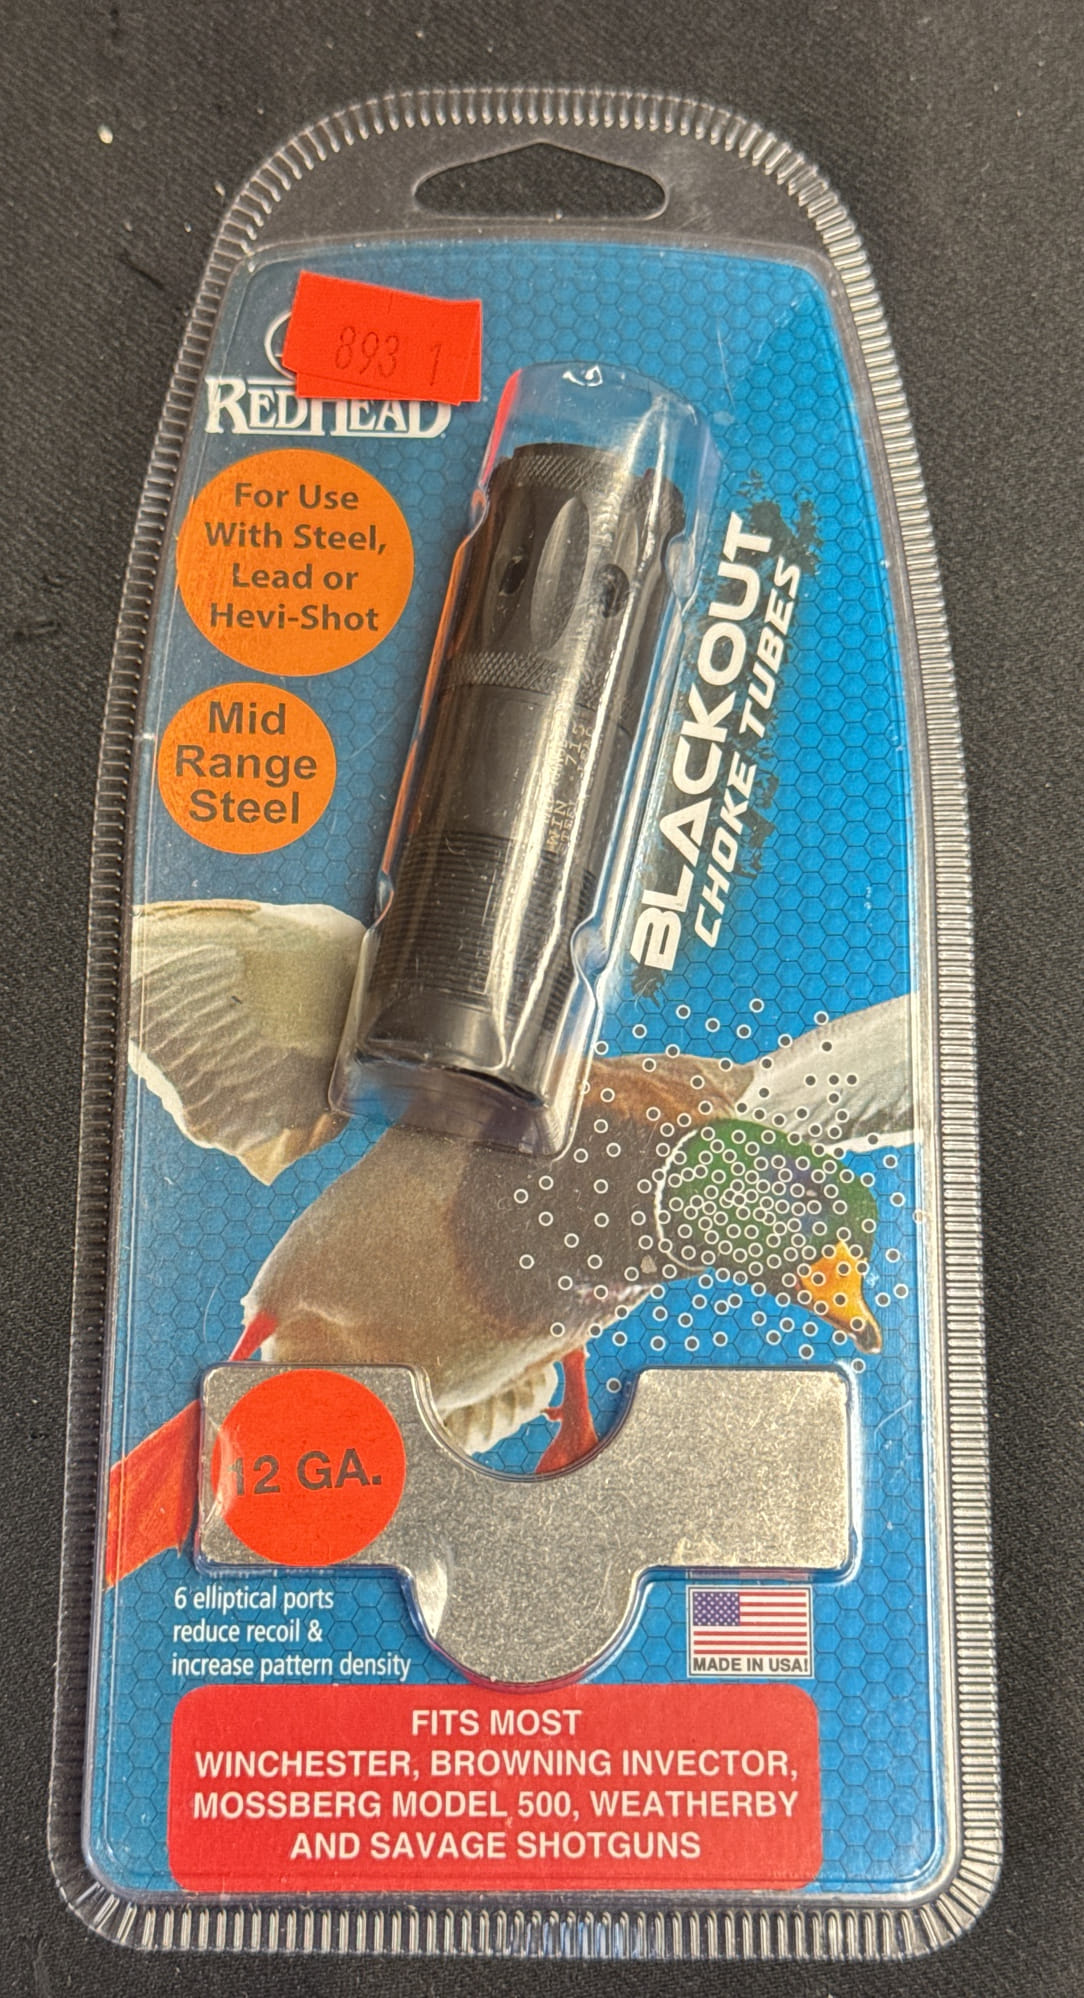 893 1
REDHEAD
For Use
With Steel,
Lead or
Hevi-Shot
Mid
Range
Steel
BLACKOUT
CHOKE TUBES
WIN .715
12 GA.
6 elliptical ports
reduce recoil &
increase pattern density
MADE IN USA!
FITS MOST
WINCHESTER, BROWNING INVECTOR,
MOSSBERG MODEL 500, WEATHERBY
AND SAVAGE SHOTGUNS